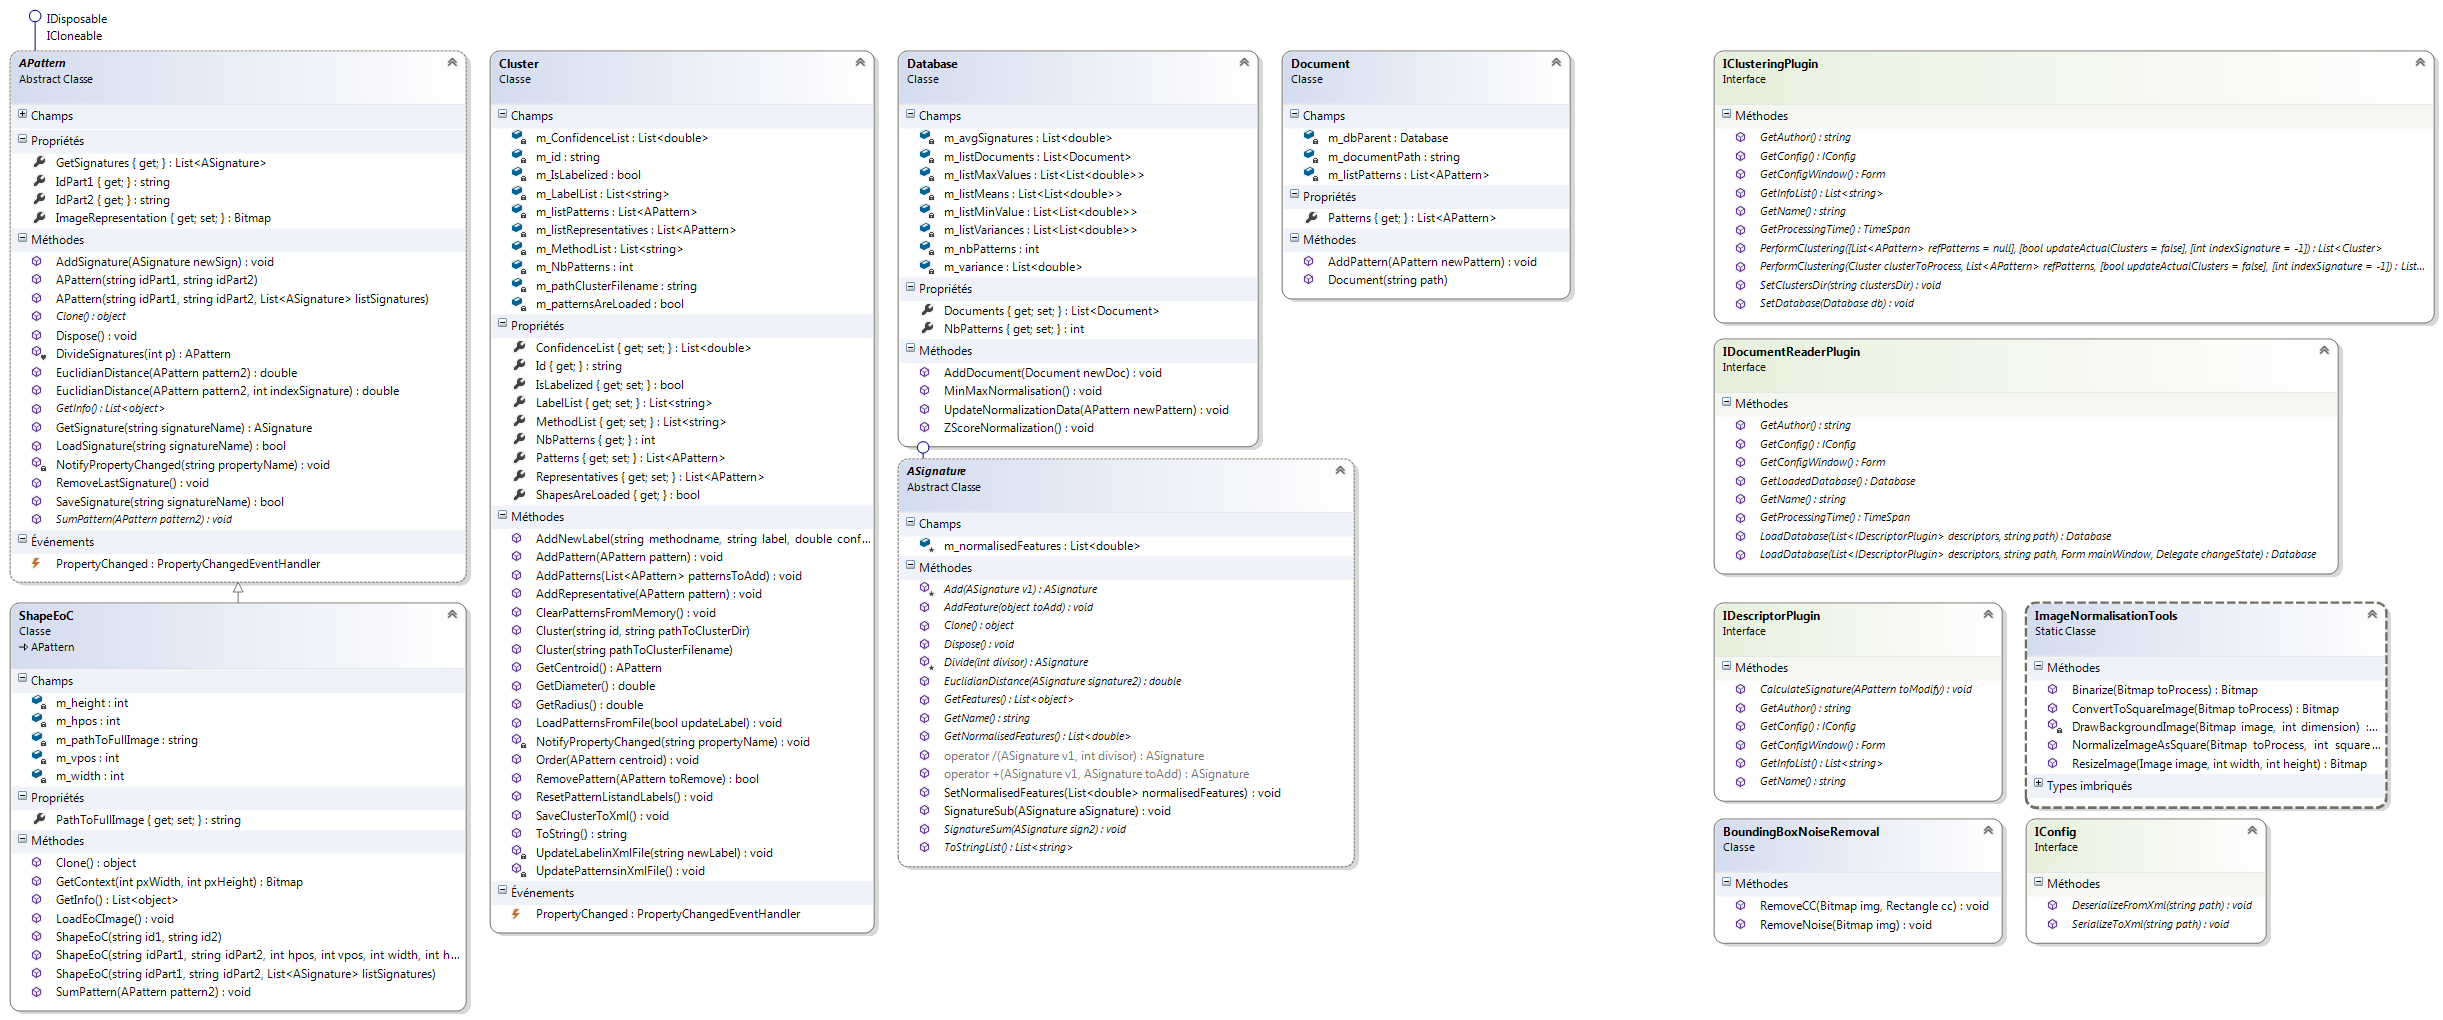 IDisposable
ICloneable
APattern
Abstract Classe
Champs
Propriétés
GetSignatures { get; } : List<ASignature>
IdPart1 { get; } : string
IdPart2 { get; } : string
ImageRepresentation { get; set; } : Bitmap
Méthodes
AddSignature(ASignature newSign) : void
APattern(string idPart1, string idPart2)
APattern(string idPart1, string idPart2, List<ASignature> listSignatures)
Clone() : object
Dispose() : void
DivideSignatures(int p) : APattern
EuclidianDistance(APattern pattern2) : double
EuclidianDistance(APattern pattern2, int indexSignature) : double
GetInfo() : List<object>
GetSignature(string signatureName) : ASignature
LoadSignature(string signatureName) : bool
NotifyPropertyChanged(string propertyName) : void
RemoveLastSignature() : void
SaveSignature(string signatureName) : bool
SumPattern(APattern pattern2) : void
Événements
PropertyChanged : PropertyChangedEventHandler
ShapeEoC
Classe
APattern
Champs
m_height : int
m_hpos : int
m_pathToFullImage : string
m_vpos : int
m_width : int
Propriétés
PathToFullImage { get; set; } : string
Méthodes
Clone() : object
GetContext(int pxWidth, int pxHeight) : Bitmap
GetInfo() : List<object>
LoadEoCImage() : void
ShapeEoC(string id1, string id2)
ShapeEoC(string idPart1, string idPart2, int hpos, int vpos, int width, int h...
ShapeEoC(string idPart1, string idPart2, List<ASignature> listSignatures)
SumPattern(APattern pattern2) : void
Cluster
Classe
Champs
m_ConfidenceList : List<double>
m_id : string
m_IsLabelized : bool
m_LabelList : List<string>
m_listPatterns : List<APattern>
m_listRepresentatives : List<APattern>
m_MethodList : List<string>
m_NbPatterns : int
m_pathClusterFilename : string
m_patternsAreLoaded : bool
Propriétés
ConfidenceList { get; set; } : List<double>
Id { get; } : string
IsLabelized { get; set; } : bool
LabelList { get; set; } : List<string>
MethodList { get; set; } : List<string>
NbPatterns { get; } : int
Patterns { get; set; } : List<APattern>
Representatives { get; set; } : List<APattern>
ShapesAreLoaded { get; } : bool
Méthodes
AddNewLabel(string methodname, string label, double conf...
AddPattern(APattern pattern) : void
AddPatterns(List<APattern> patternsToAdd) : void
AddRepresentative(APattern pattern) : void
ClearPatternsFromMemory() : void
Cluster(string id, string pathToClusterDir)
Cluster(string pathToClusterFilename)
GetCentroid() : APattern
GetDiameter() : double
GetRadius() : double
LoadPatternsFromFile(bool updateLabel) : void
NotifyPropertyChanged(string propertyName) : void
Order(APattern centroid) : void
RemovePattern(APattern toRemove) : bool
ResetPatternListandLabels() : void
SaveClusterToXml() : void
ToString() : string
UpdateLabelinXmlFile(string newLabel) : void
UpdatePatternsinXmlFile() : void
Événements
PropertyChanged : PropertyChangedEventHandler
Database
Classe
Champs
m_avgSignatures : List<double>
m_listDocuments : List<Document>
m_listMaxValues : List<List<double>>
m_listMeans : List<List<double>>
m_listMinValue : List<List<double>>
m_listVariances : List<List<double>>
m_nbPatterns : int
m_variance : List<double>
Propriétés
Documents { get; set; } : List<Document>
NbPatterns { get; set; } : int
Méthodes
AddDocument(Document newDoc) : void
MinMaxNormalisation() : void
UpdateNormalizationData(APattern newPattern) : void
ZScoreNormalization() : void
ASignature
Abstract Classe
Champs
m_normalisedFeatures : List<double>
Méthodes
Add(ASignature v1) : ASignature
AddFeature(object toAdd) : void
Clone() : object
Dispose() : void
Divide(int divisor) : ASignature
EuclidianDistance(ASignature signature2) : double
GetFeatures() : List<object>
GetName() : string
GetNormalisedFeatures() : List<double>
operator /(ASignature v1, int divisor) : ASignature
operator +(ASignature v1, ASignature toAdd) : ASignature
SetNormalisedFeatures(List<double> normalisedFeatures) : void
SignatureSub(ASignature aSignature) : void
SignatureSum(ASignature sign2) : void
ToStringList() : List<string>
Document
Classe
Champs
m_dbParent : Database
m_documentPath : string
m_listPatterns : List<APattern>
Propriétés
Patterns { get; } : List<APattern>
Méthodes
AddPattern(APattern newPattern) : void
Document(string path)
IClusteringPlugin
Interface
Méthodes
GetAuthor() : string
GetConfig() : IConfig
GetConfigWindow() : Form
GetInfoList() : List<string>
GetName() : string
GetProcessingTime() : TimeSpan
PerformClustering([List<APattern> refPatterns = null], [bool updateActualClusters = false], [int indexSignature = -1]) : List<Cluster>
PerformClustering(Cluster clusterToProcess, List<APattern> refPatterns, [bool updateActualClusters = false], [int indexSignature = -1]) : List...
SetClustersDir(string clustersDir) : void
SetDatabase(Database db) : void
IDocumentReaderPlugin
Interface
Méthodes
GetAuthor() : string
GetConfig() : IConfig
GetConfigWindow() : Form
GetLoadedDatabase() : Database
GetName() : string
GetProcessingTime() : TimeSpan
LoadDatabase(List<IDescriptorPlugin> descriptors, string path) : Database
LoadDatabase(List<IDescriptorPlugin> descriptors, string path, Form mainWindow, Delegate changeState) : Database
IDescriptorPlugin
Interface
Méthodes
CalculateSignature(APattern toModify) : void
GetAuthor() : string
GetConfig() : IConfig
GetConfigWindow() : Form
GetInfoList() : List<string>
GetName() : string
ImageNormalisationTools
Static Classe
Méthodes
Binarize(Bitmap toProcess) : Bitmap
ConvertToSquareImage(Bitmap toProcess) : Bitmap
DrawBackgroundImage(Bitmap image, int dimension) :...
NormalizeImageAsSquare(Bitmap toProcess, int square...
ResizeImage(Image image, int width, int height) : Bitmap
Types imbriqués
BoundingBoxNoiseRemoval
Classe
Méthodes
RemoveCC(Bitmap img, Rectangle cc) : void
RemoveNoise(Bitmap img) : void
IConfig
Interface
Méthodes
DeserializeFromXml(string path) : void
SerializeToXml(string path) : void